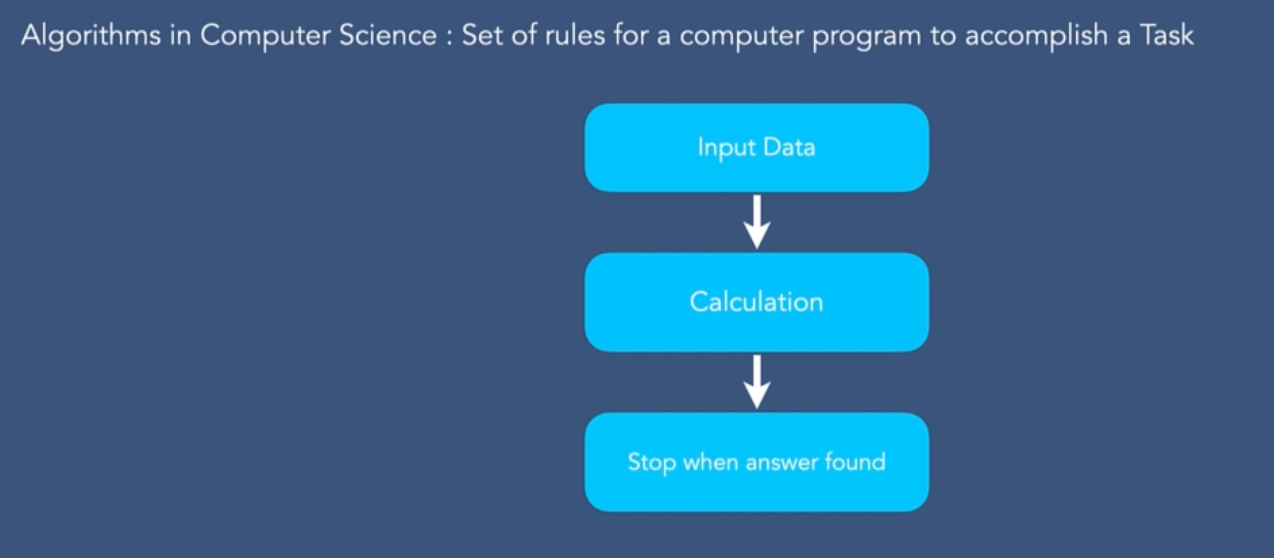 Algorithms in Computer Science : Set of rules for a computer program to accomplish a Task
Input Data
Calculation
Stop when answer found